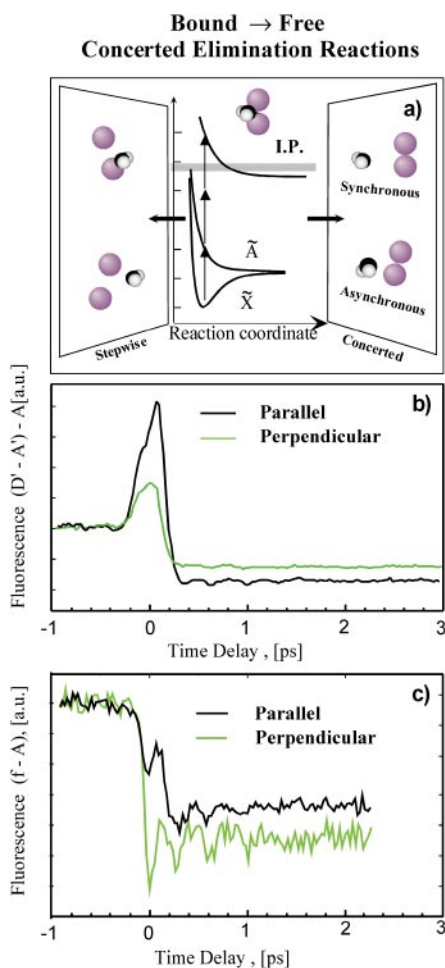 Bound → Free
Concerted Elimination Reactions
a)
I.P.
Synchronous
Ã
X̃
Asynchronous
Reaction coordinate
Stepwise
Concerted
b)
Fluorescence (D' - A') - A[a.u.]
Parallel
Perpendicular
-1 0 1 2 3
Time Delay , [ps]
c)
Fluorescence (f - A), [a.u.]
Parallel
Perpendicular
-1 0 1 2 3
Time Delay , [ps]